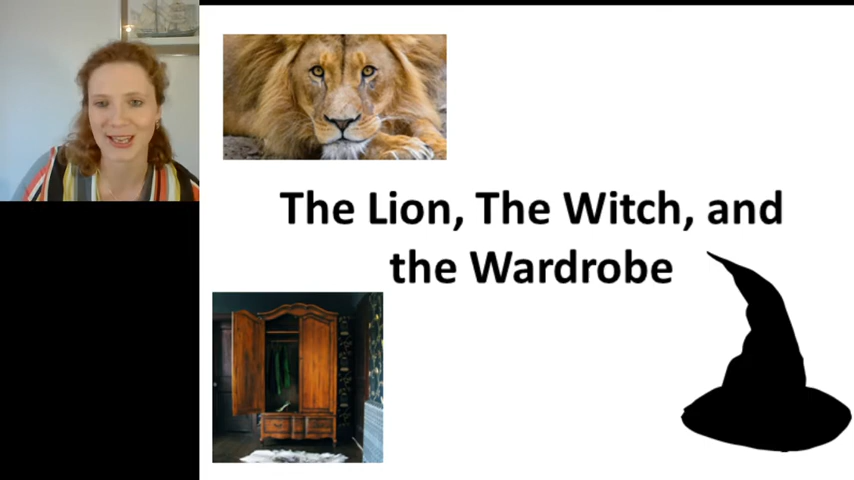 The Lion, The Witch, and
the Wardrobe